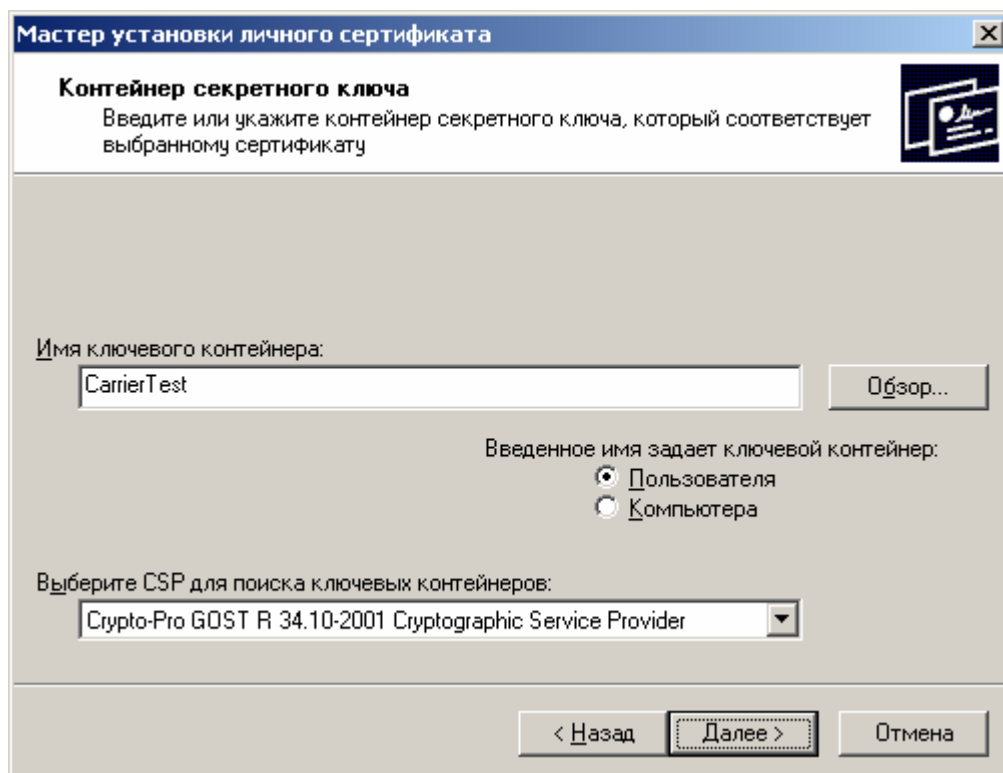 Мастер установки личного сертификата
Контейнер секретного ключа
Введите или укажите контейнер секретного ключа, который соответствует
выбранному сертификату
Имя ключевого контейнера:
CarrierTest
Обзор...
Введенное имя задает ключевой контейнер:
Пользователя
Компьютера
Выберите CSP для поиска ключевых контейнеров:
Crypto-Pro GOST R 34.10-2001 Cryptographic Service Provider
< Назад
Далее >
Отмена